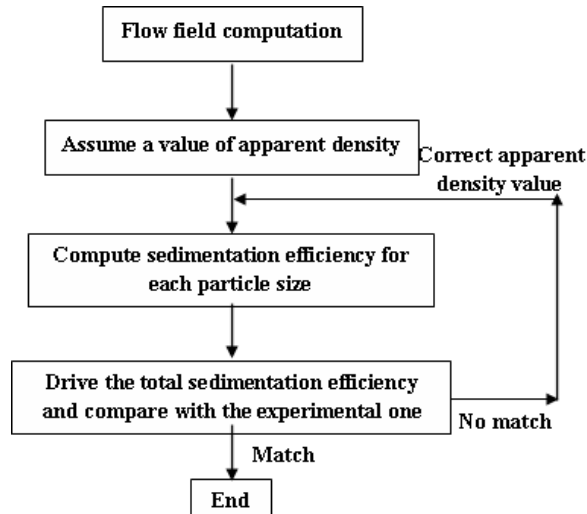 Flow field computation
Assume a value of apparent density
Correct apparent
density value
Compute sedimentation efficiency for
each particle size
Drive the total sedimentation efficiency
and compare with the experimental one
No match
Match
End